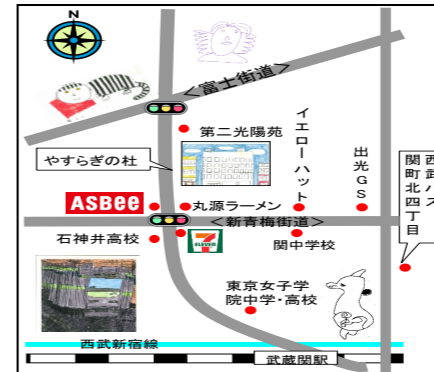 <富士街道>
第二光陽苑
イエローハット
出光GS
西武バス
関町北四丁目
やすらぎの杜
ASBee
丸源ラーメン
<新青梅街道>
石神井高校
7
ELEVEN
関中学校
東京女子学
院中学・高校
西武新宿線
武蔵関駅